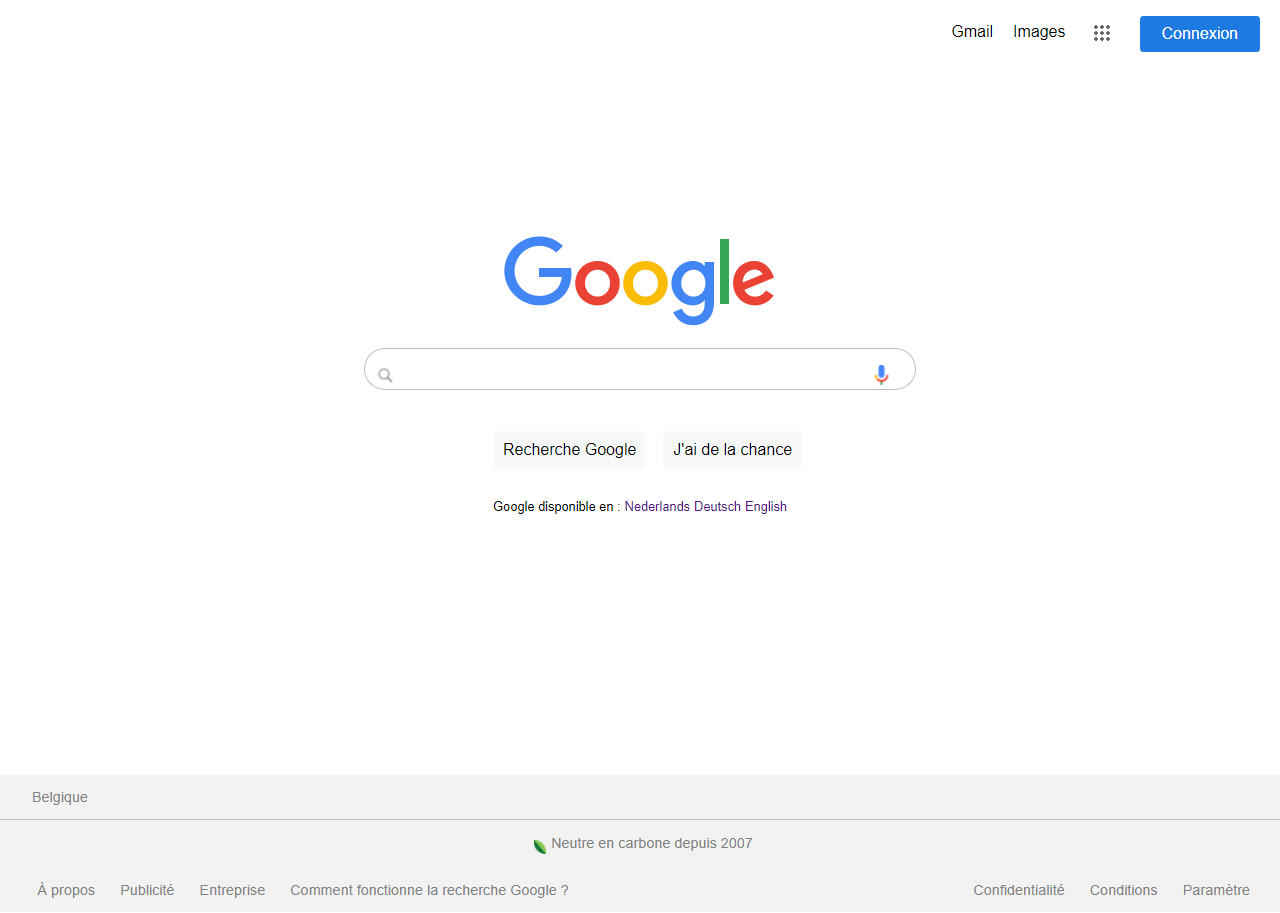 Gmail Images Connexion
Google
Recherche Google J'ai de la chance
Google disponible en : Nederlands Deutsch English
Belgique
Neutre en carbone depuis 2007
À propos Publicité Entreprise Comment fonctionne la recherche Google ? Confidentialité Conditions Paramètre